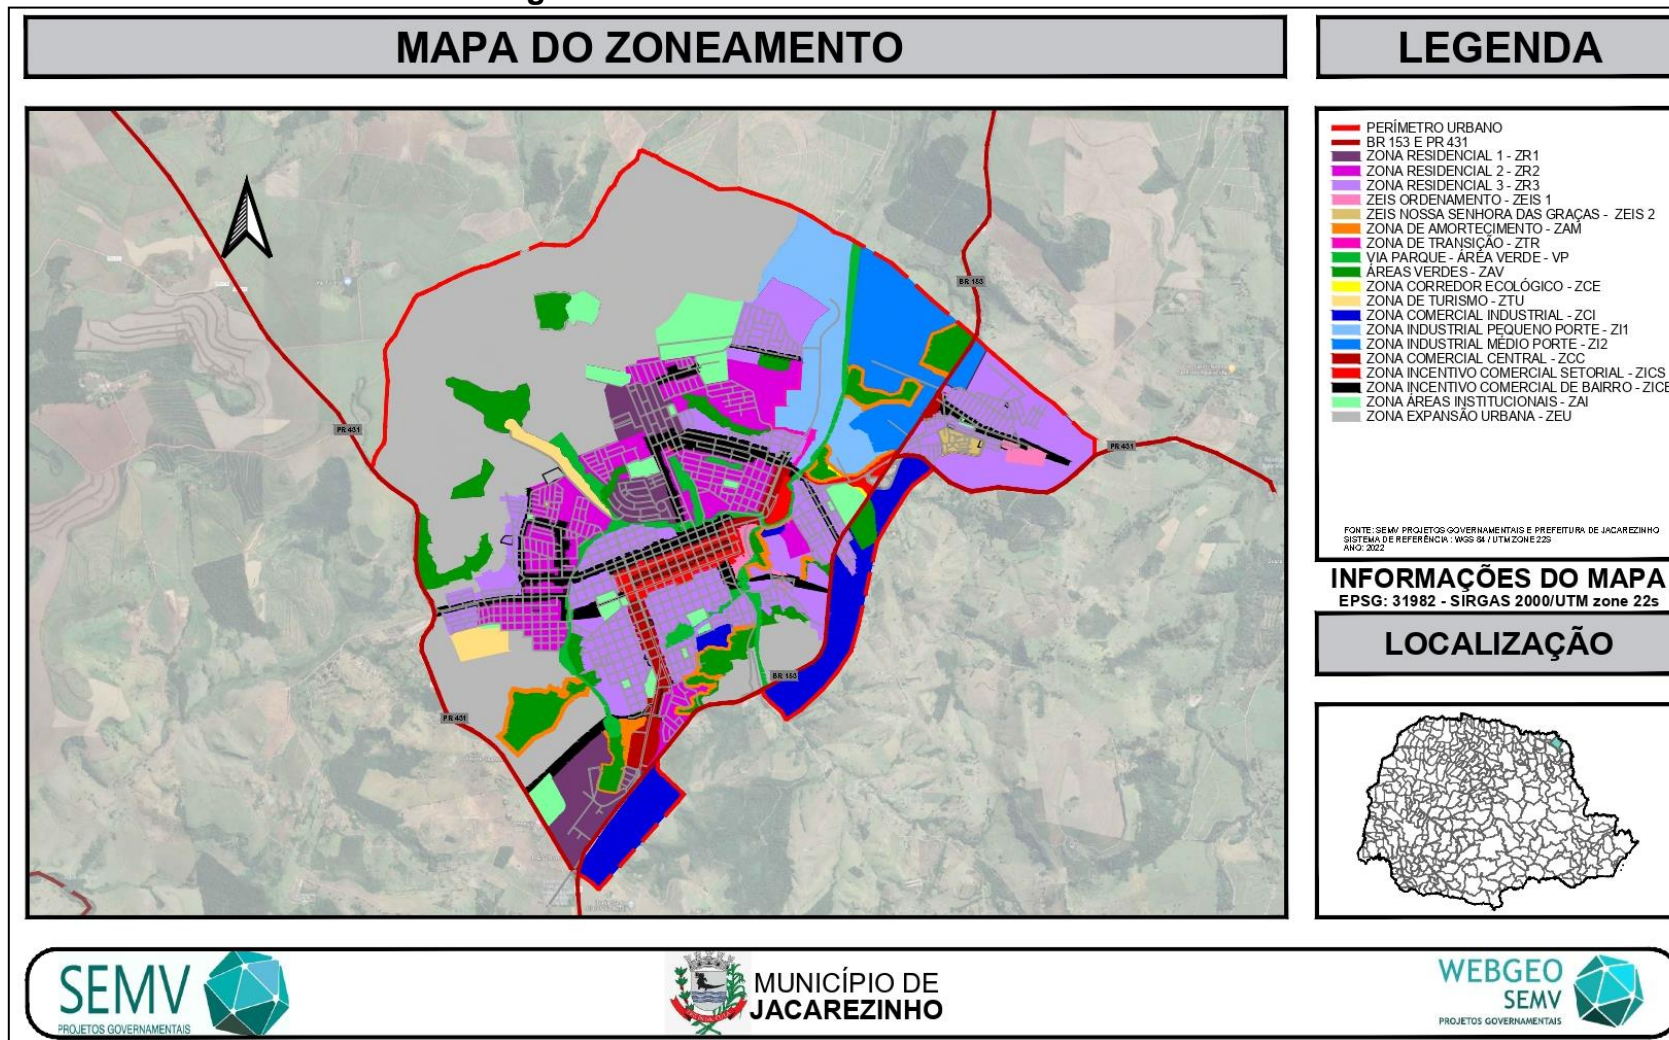 MAPA DO ZONEAMENTO
LEGENDA
PERÍMETRO URBANO
BR 153 E PR 431
ZONA RESIDENCIAL 1 - ZR1
ZONA RESIDENCIAL 2 - ZR2
ZONA RESIDENCIAL 3 - ZR3
ZEIS ORDENAMENTO - ZEIS 1
ZEIS NOSSA SENHORA DAS GRAÇAS - ZEIS 2
ZONA DE AMORTECIMENTO - ZAM
ZONA DE TRANSIÇÃO - ZTR
VIA PARQUE - ÁREA VERDE - VP
ÁREAS VERDES - ZAV
ZONA CORREDOR ECOLÓGICO - ZCE
ZONA DE TURISMO - ZTU
ZONA COMERCIAL INDUSTRIAL - ZCI
ZONA INDUSTRIAL PEQUENO PORTE - ZI1
ZONA INDUSTRIAL MÉDIO PORTE - ZI2
ZONA COMERCIAL CENTRAL - ZCC
ZONA INCENTIVO COMERCIAL SETORIAL - ZICS
ZONA INCENTIVO COMERCIAL DE BAIRRO - ZICB
ZONA ÁREAS INSTITUCIONAIS - ZAI
ZONA EXPANSÃO URBANA - ZEU
FONTE: SEMV PROJETOS GOVERNAMENTAIS E PREFEITURA DE JACAREZINHO
SISTEMA DE REFERÊNCIA: WGS 84 / UTM ZONE 22S
ANO: 2022
INFORMAÇÕES DO MAPA
EPSG: 31982 - SIRGAS 2000/UTM zone 22s
LOCALIZAÇÃO
BR 153
PR 431
PR 431
BR 153
PR 431
SEMV
PROJETOS GOVERNAMENTAIS
MUNICÍPIO DE
JACAREZINHO
WEBGEO
SEMV
PROJETOS GOVERNAMENTAIS